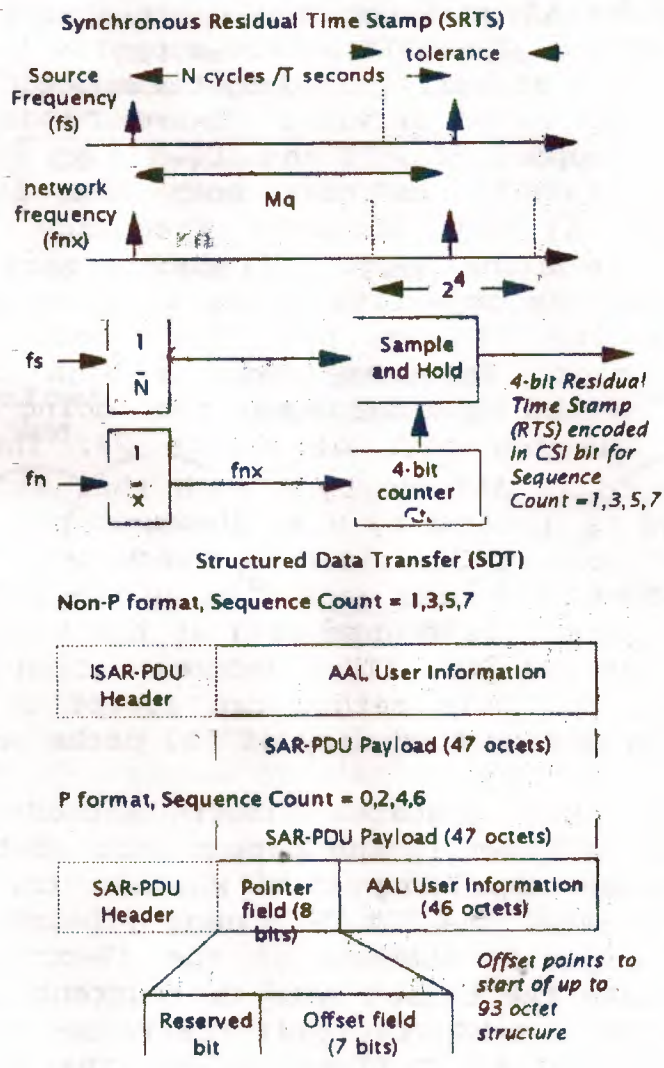 Synchronous Residual Time Stamp (SRTS)
tolerance
Source
Frequency
(fs)
N cycles /T seconds
network
frequency
(fnx)
Mq
2^4
fs
1
N
Sample
and Hold
4-bit Residual
Time Stamp
(RTS) encoded
in CSI bit for
Sequence
Count =1,3,5,7
fn
1
x
fnx
4-bit
counter
Ct
Structured Data Transfer (SDT)
Non-P format, Sequence Count = 1,3,5,7
SAR-PDU
Header
AAL User Information
SAR-PDU Payload (47 octets)
P format, Sequence Count = 0,2,4,6
SAR-PDU Payload (47 octets)
SAR-PDU
Header
Pointer
field (8
bits)
AAL User Information
(46 octets)
Offset points to
start of up to
93 octet
structure
Reserved
bit
Offset field
(7 bits)